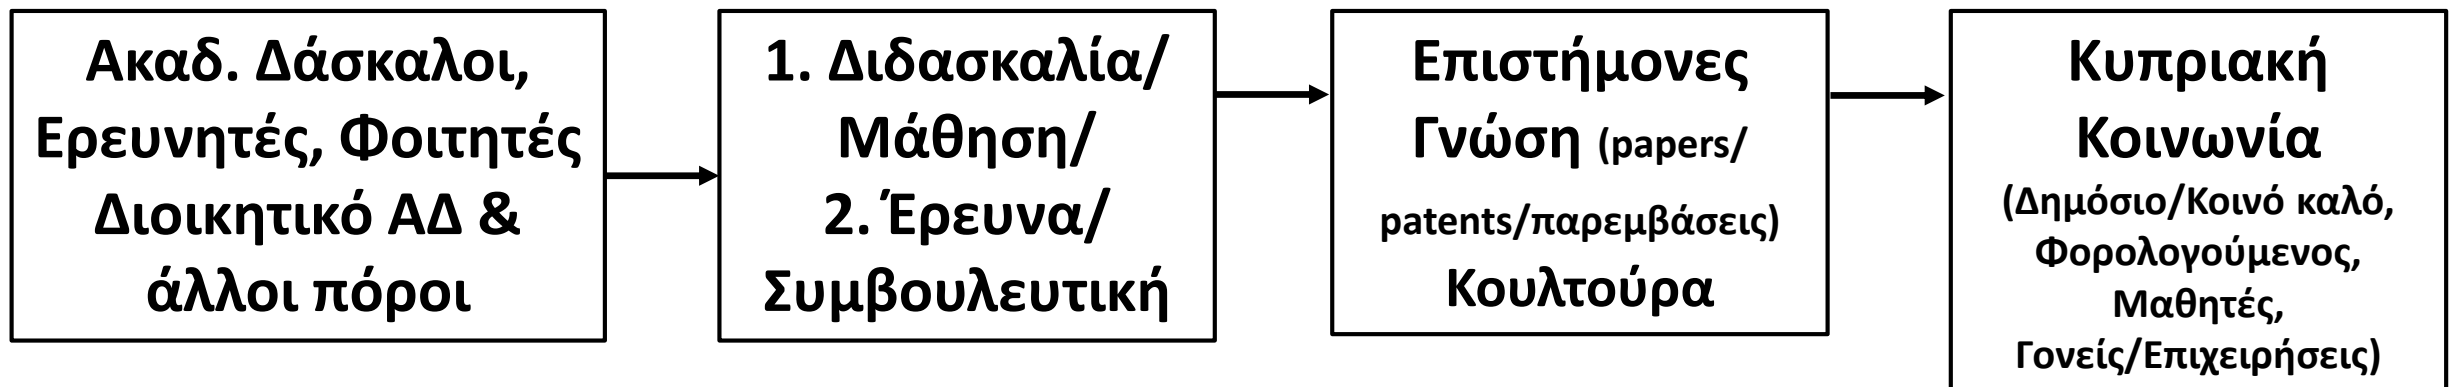 Ακαδ. Δάσκαλοι,
Ερευνητές, Φοιτητές
Διοικητικό ΑΔ &
άλλοι πόροι
1. Διδασκαλία/
Μάθηση/
2. Έρευνα/
Συμβουλευτική
Επιστήμονες
Γνώση (papers/
patents/παρεμβάσεις)
Κουλτούρα
Κυπριακή
Κοινωνία
(Δημόσιο/Κοινό καλό,
Φορολογούμενος,
Μαθητές,
Γονείς/Επιχειρήσεις)